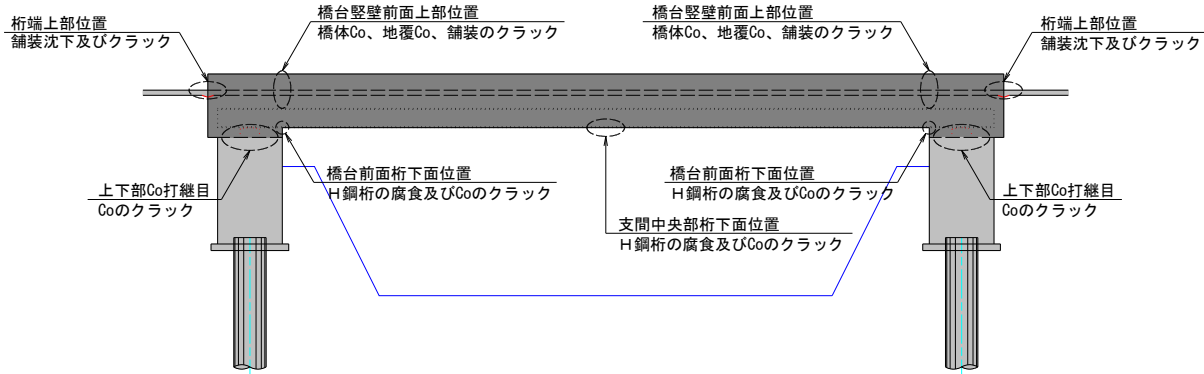 桁端上部位置
舗装沈下及びクラック
橋台竪壁前面上部位置
橋体Co、地覆Co、舗装のクラック
橋台竪壁前面上部位置
橋体Co、地覆Co、舗装のクラック
桁端上部位置
舗装沈下及びクラック
上下部Co打継目
Coのクラック
橋台前面桁下面位置
H鋼桁の腐食及びCoのクラック
支間中央部桁下面位置
H鋼桁の腐食及びCoのクラック
橋台前面桁下面位置
H鋼桁の腐食及びCoのクラック
上下部Co打継目
Coのクラック